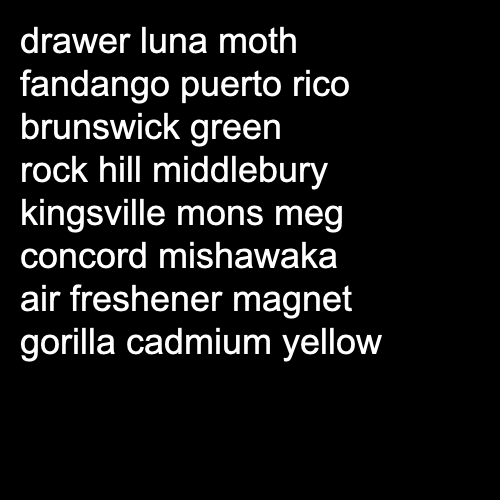 drawer luna moth
fandango puerto rico
brunswick green
rock hill middlebury
kingsville mons meg
concord mishawaka
air freshener magnet
gorilla cadmium yellow